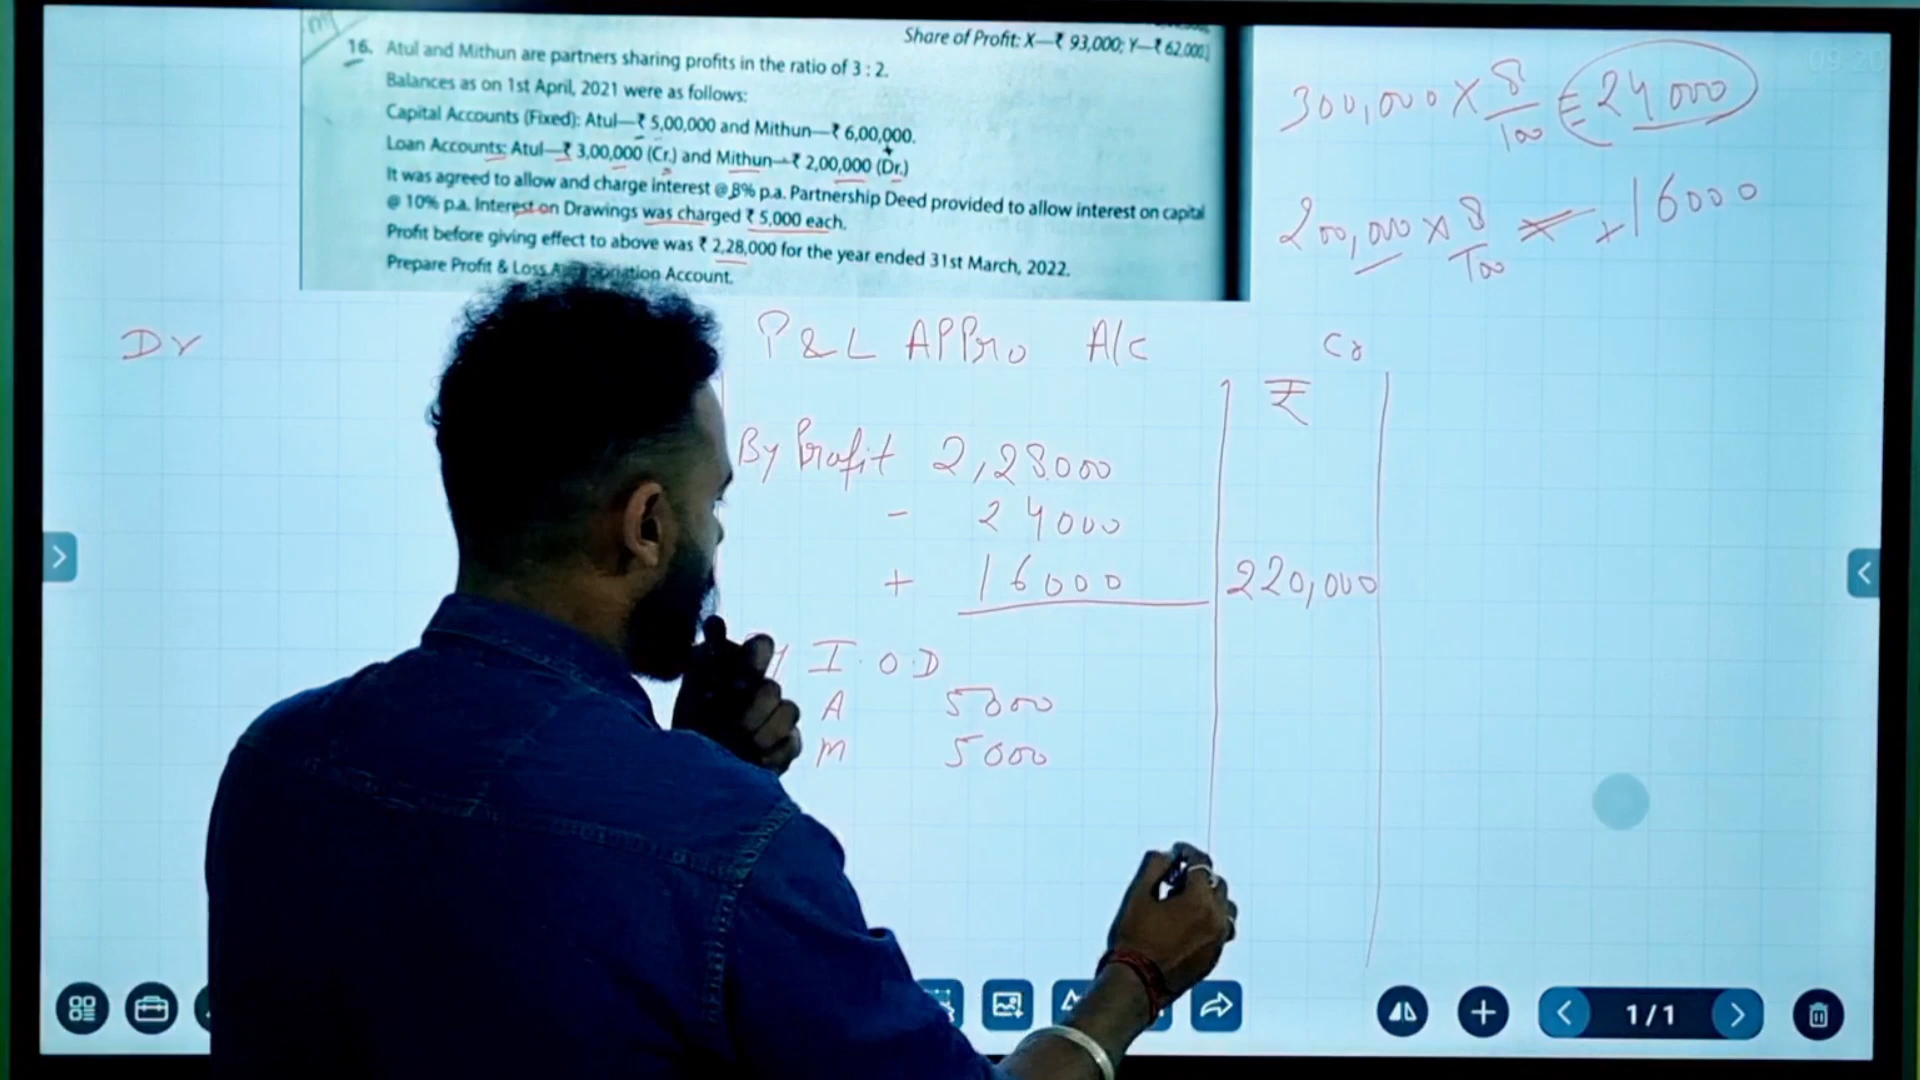 Share of Profit: X—₹ 93,000; Y—₹ 62,000.]
16. Atul and Mithun are partners sharing profits in the ratio of 3 : 2.
Balances as on 1st April, 2021 were as follows:
Capital Accounts (Fixed): Atul—₹ 5,00,000 and Mithun—₹ 6,00,000.
Loan Accounts: Atul—₹ 3,00,000 (Cr.) and Mithun—₹ 2,00,000 (Dr.)
It was agreed to allow and charge interest @ 8% p.a. Partnership Deed provided to allow interest on capital
@ 10% p.a. Interest on Drawings was charged ₹ 5,000 each.
Profit before giving effect to above was ₹ 2,28,000 for the year ended 31st March, 2022.
Prepare Profit & Loss Account.
300,000 × 8/100 = 24000
200,000 × 8/100 = +16000
09:20
Dr P&L APPro A/c Cr
₹
By Profit 2,28000
- 24000
+ 16000 220,000
I.O.D
A 5000
M 5000
1/1